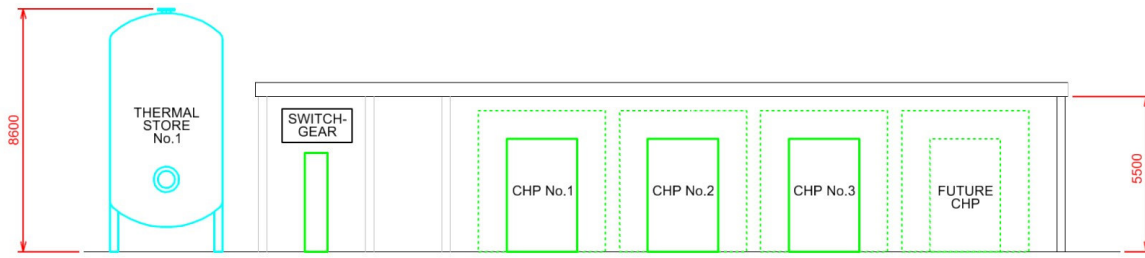 8600
THERMAL
STORE
No.1
SWITCH-
GEAR
CHP No.1
CHP No.2
CHP No.3
FUTURE
CHP
5500